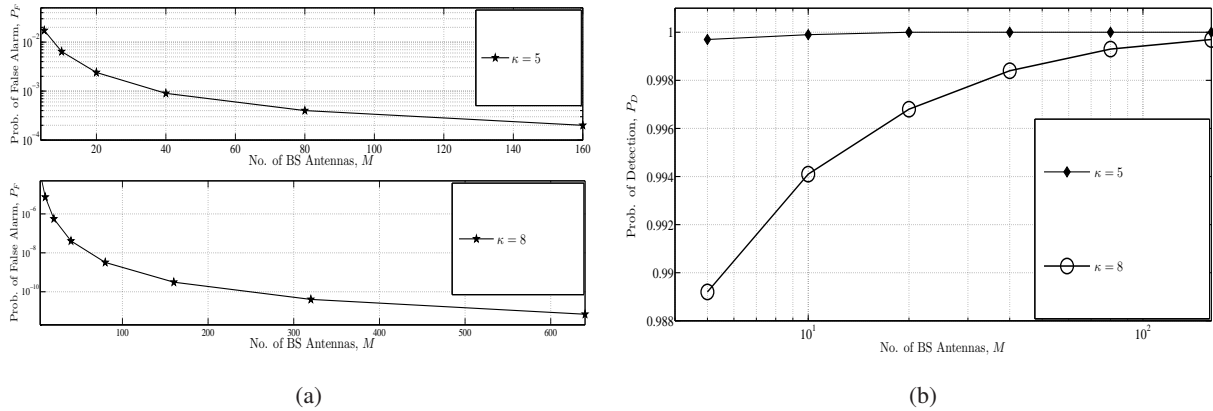 Prob. of False Alarm, P_F
10^-2
10^-3
10^-4
20 40 60 80 100 120 140 160
No. of BS Antennas, M
κ = 5
Prob. of False Alarm, P_F
10^-6
10^-8
10^-10
100 200 300 400 500 600
No. of BS Antennas, M
κ = 8
(a)
Prob. of Detection, P_D
1
0.998
0.996
0.994
0.992
0.99
0.988
10^1 10^2
No. of BS Antennas, M
κ = 5
κ = 8
(b)